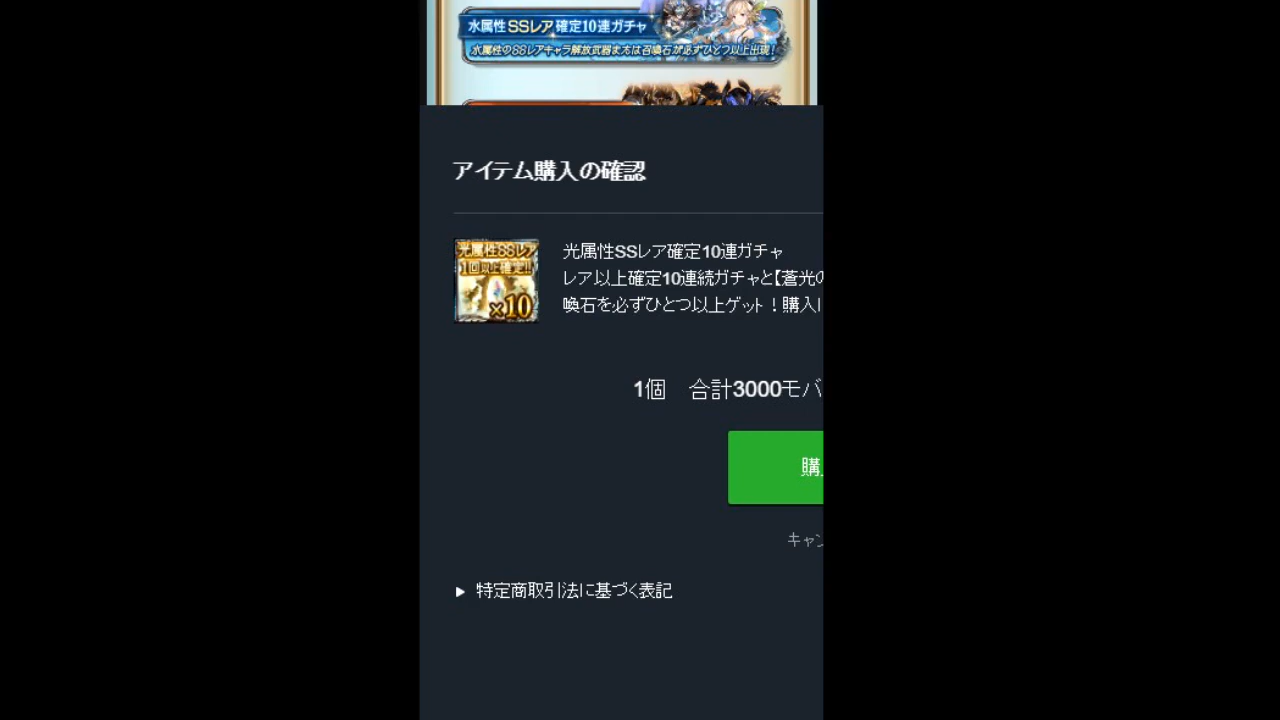 水属性SSレア確定10連ガチャ
水属性のSSレアキャラ解放武器または召喚石が必ずひとつ以上出現!
アイテム購入の確認
光属性SSレア
1回以上確定!!
×10
光属性SSレア確定10連ガチャ
レア以上確定10連続ガチャと【蒼光の
喚石を必ずひとつ以上ゲット!購入
1個 合計3000モバ
購
キャン
▶ 特定商取引法に基づく表記